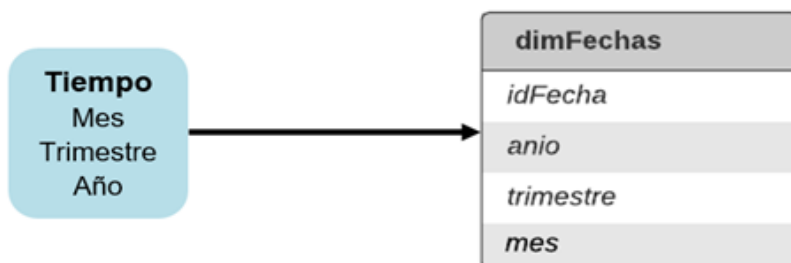 Tiempo
Mes
Trimestre
Año
dimFechas
idFecha
anio
trimestre
mes